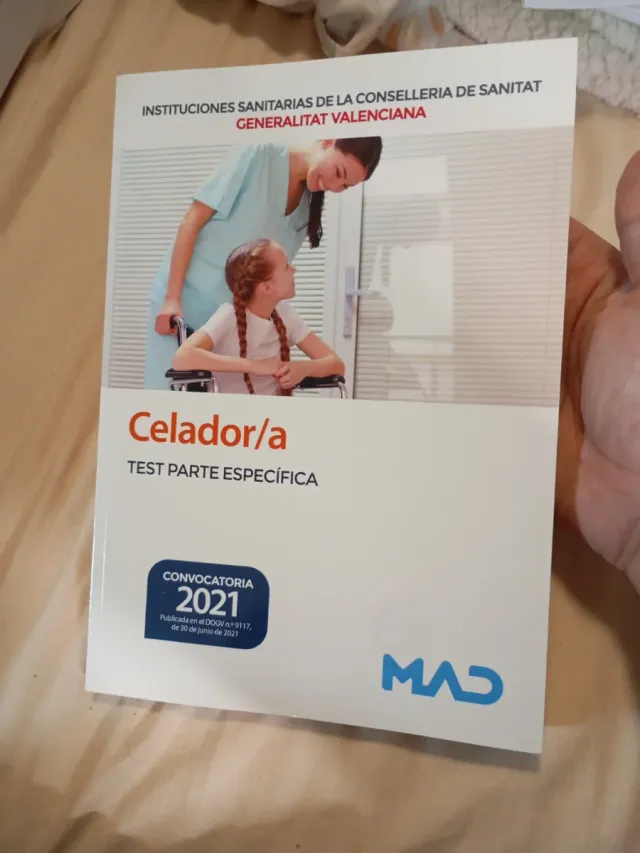 INSTITUCIONES SANITARIAS DE LA CONSELLERIA DE SANITAT
GENERALITAT VALENCIANA
Celador/a
TEST PARTE ESPECÍFICA
CONVOCATORIA
2021
Publicada en el DOGV n.º 9117,
de 30 de junio de 2021
MAD